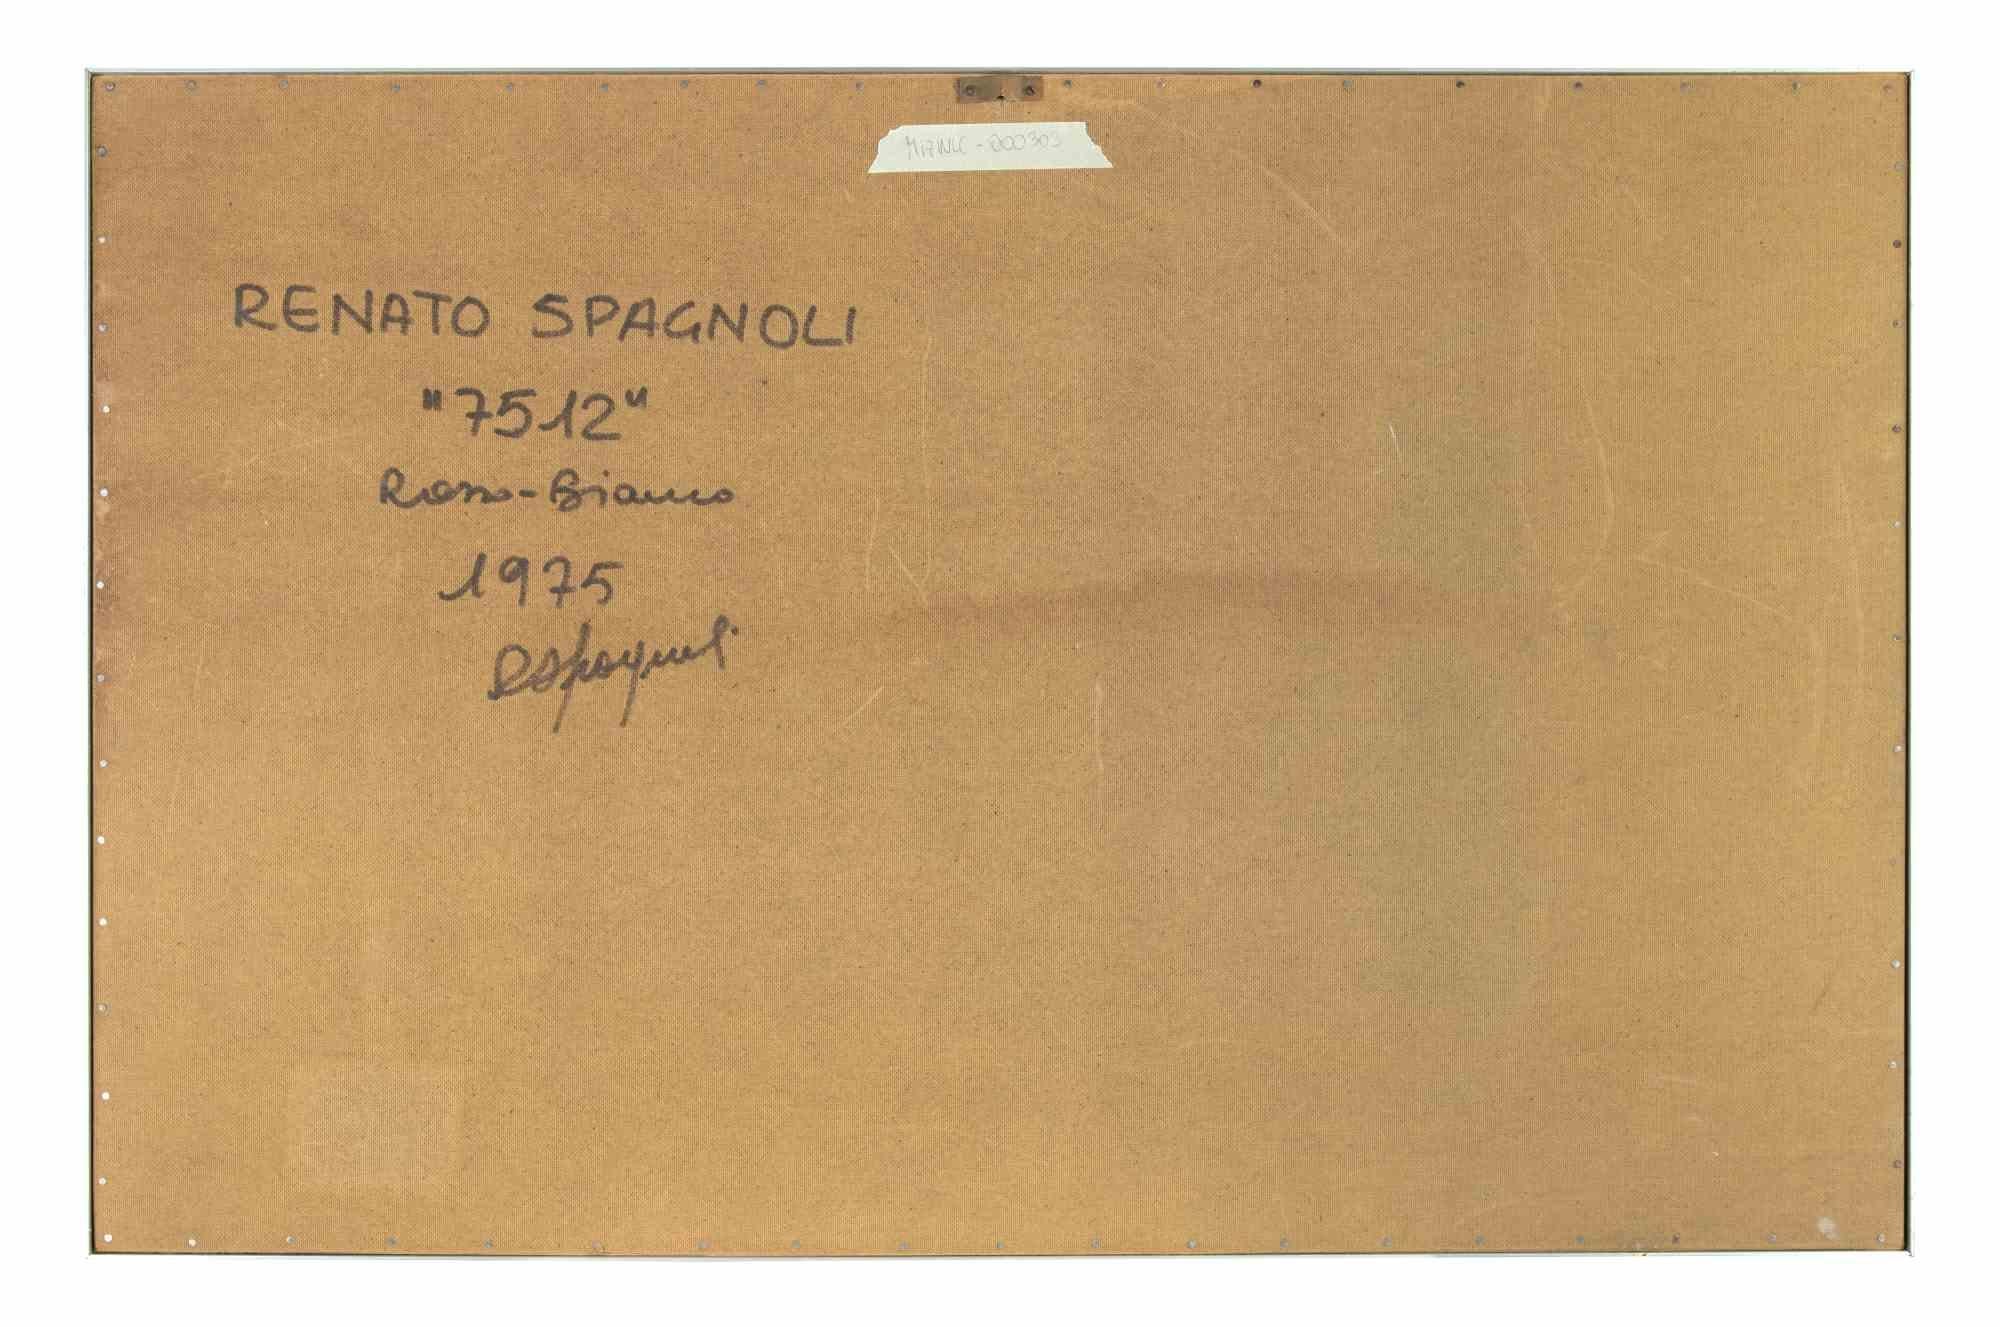 RENATO SPAGNOLI
"7512"
Rosso-Bianco
1975
RSpagnoli